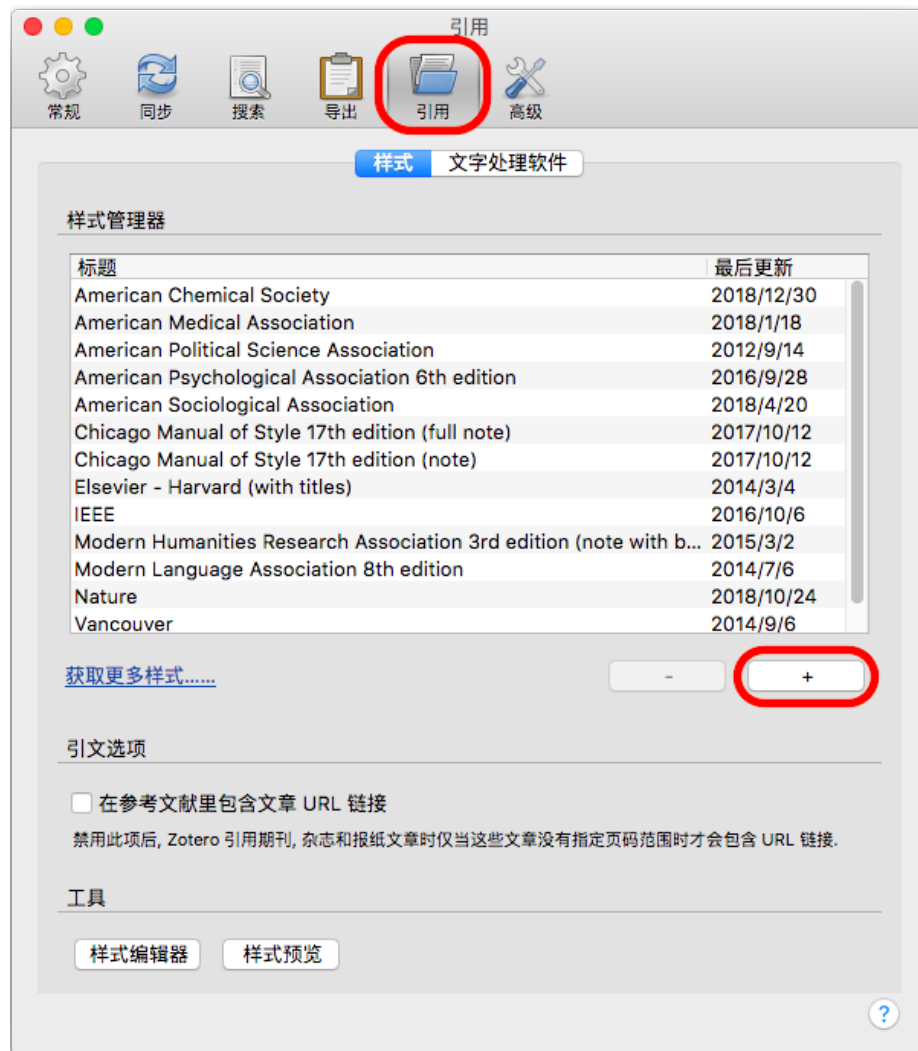 引用
常规 同步 搜索 导出 引用 高级
样式 文字处理软件
样式管理器
标题 最后更新
American Chemical Society 2018/12/30
American Medical Association 2018/1/18
American Political Science Association 2012/9/14
American Psychological Association 6th edition 2016/9/28
American Sociological Association 2018/4/20
Chicago Manual of Style 17th edition (full note) 2017/10/12
Chicago Manual of Style 17th edition (note) 2017/10/12
Elsevier - Harvard (with titles) 2014/3/4
IEEE 2016/10/6
Modern Humanities Research Association 3rd edition (note with b... 2015/3/2
Modern Language Association 8th edition 2014/7/6
Nature 2018/10/24
Vancouver 2014/9/6
获取更多样式...... - +
引文选项
在参考文献里包含文章 URL 链接
禁用此项后, Zotero 引用期刊, 杂志和报纸文章时仅当这些文章没有指定页码范围时才会包含 URL 链接.
工具
样式编辑器 样式预览
?